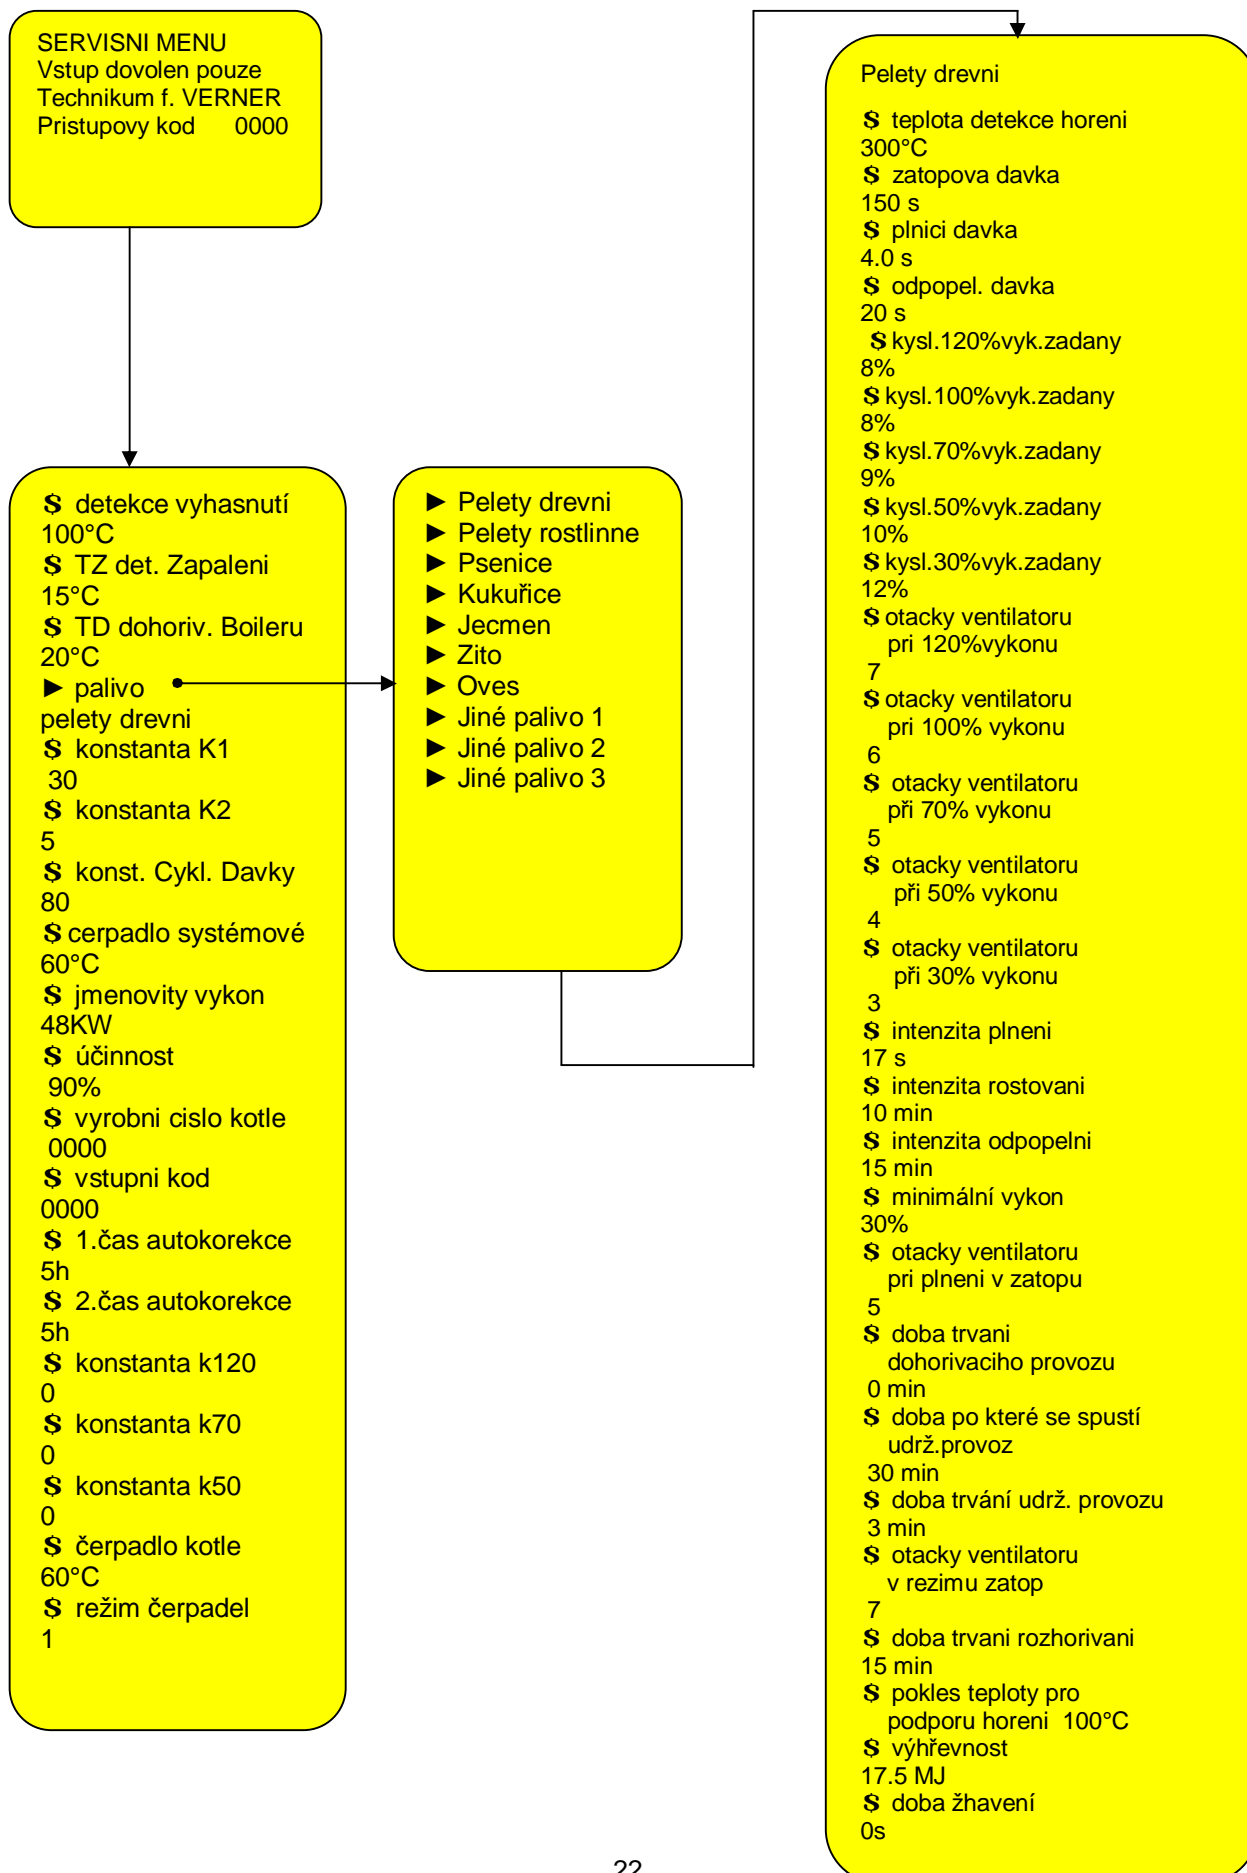 SERVISNI MENU
Vstup dovolen pouze
Technikum f. VERNER
Pristupovy kod 0000
$ detekce vyhasnutí
100°C
$ TZ det. Zapaleni
15°C
$ TD dohoriv. Boileru
20°C
► palivo
pelety drevni
$ konstanta K1
30
$ konstanta K2
5
$ konst. Cykl. Davky
80
$ cerpadlo systémové
60°C
$ jmenovity vykon
48KW
$ účinnost
90%
$ vyrobni cislo kotle
0000
$ vstupni kod
0000
$ 1.čas autokorekce
5h
$ 2.čas autokorekce
5h
$ konstanta k120
0
$ konstanta k70
0
$ konstanta k50
0
$ čerpadlo kotle
60°C
$ režim čerpadel
1
► Pelety drevni
► Pelety rostlinne
► Psenice
► Kukuřice
► Jecmen
► Zito
► Oves
► Jiné palivo 1
► Jiné palivo 2
► Jiné palivo 3
Pelety drevni
$ teplota detekce horeni
300°C
$ zatopova davka
150 s
$ plnici davka
4.0 s
$ odpopel. davka
20 s
$ kysl.120%vyk.zadany
8%
$ kysl.100%vyk.zadany
8%
$ kysl.70%vyk.zadany
9%
$ kysl.50%vyk.zadany
10%
$ kysl.30%vyk.zadany
12%
$ otacky ventilatoru
pri 120%vykonu
7
$ otacky ventilatoru
pri 100% vykonu
6
$ otacky ventilatoru
při 70% vykonu
5
$ otacky ventilatoru
při 50% vykonu
4
$ otacky ventilatoru
při 30% vykonu
3
$ intenzita plneni
17 s
$ intenzita rostovani
10 min
$ intenzita odpopelni
15 min
$ minimální vykon
30%
$ otacky ventilatoru
pri plneni v zatopu
5
$ doba trvani
dohorivaciho provozu
0 min
$ doba po které se spustí
udrž.provoz
30 min
$ doba trvání udrž. provozu
3 min
$ otacky ventilatoru
v rezimu zatop
7
$ doba trvani rozhorivani
15 min
$ pokles teploty pro
podporu horeni 100°C
$ výhřevnost
17.5 MJ
$ doba žhavení
0s
22